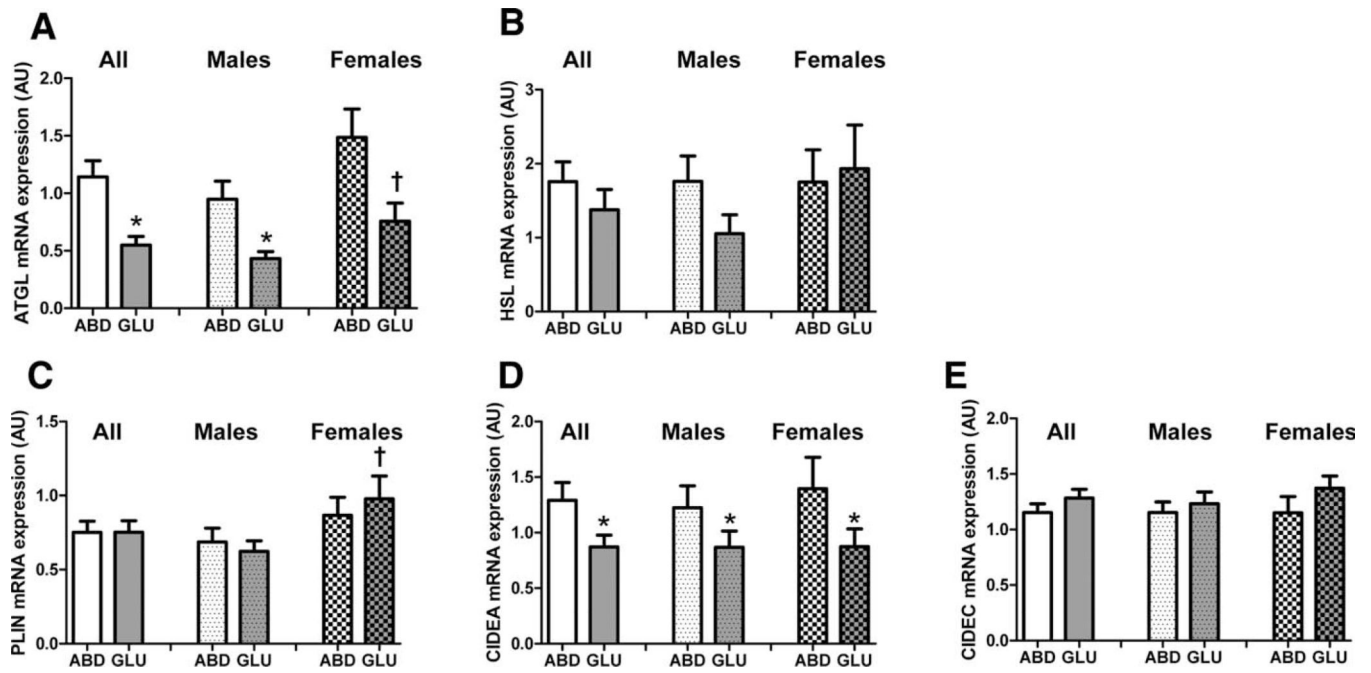 A
All Males Females
ATGL mRNA expression (AU)
2.0
1.5
1.0
0.5
0.0
*
*
†
ABD GLU ABD GLU ABD GLU
B
All Males Females
HSL mRNA expression (AU)
3
2
1
0
ABD GLU ABD GLU ABD GLU
C
All Males Females
PLIN mRNA expression (AU)
1.5
1.0
0.5
0.0
†
ABD GLU ABD GLU ABD GLU
D
All Males Females
CIDEA mRNA expression (AU)
2.0
1.5
1.0
0.5
0.0
*
*
*
ABD GLU ABD GLU ABD GLU
E
All Males Females
CIDEC mRNA expression (AU)
2.0
1.5
1.0
0.5
0.0
ABD GLU ABD GLU ABD GLU